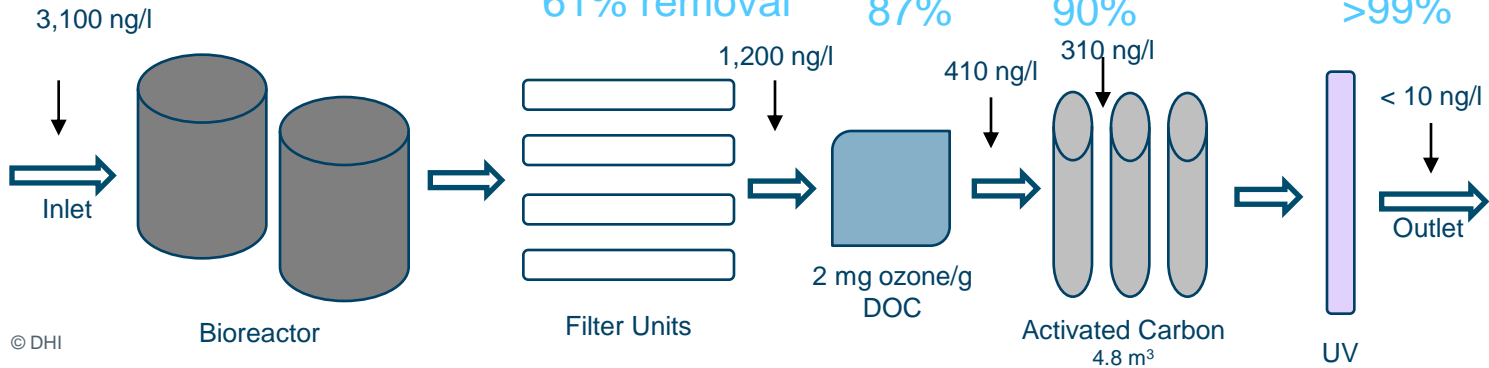 61% removal
87%
90%
>99%
3,100 ng/l
1,200 ng/l
410 ng/l
310 ng/l
< 10 ng/l
Inlet
Outlet
2 mg ozone/g
DOC
Bioreactor
Filter Units
Activated Carbon
4.8 m³
UV
© DHI